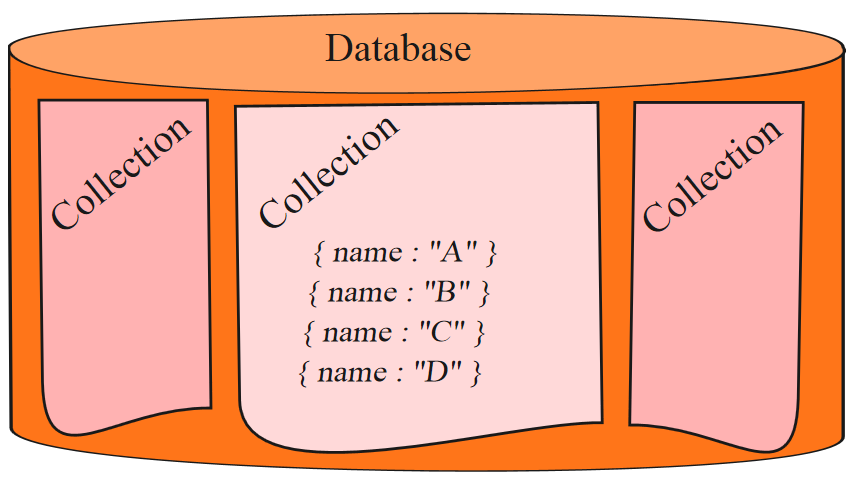 Database
Collection
Collection
Collection
{ name : "A" }
{ name : "B" }
{ name : "C" }
{ name : "D" }